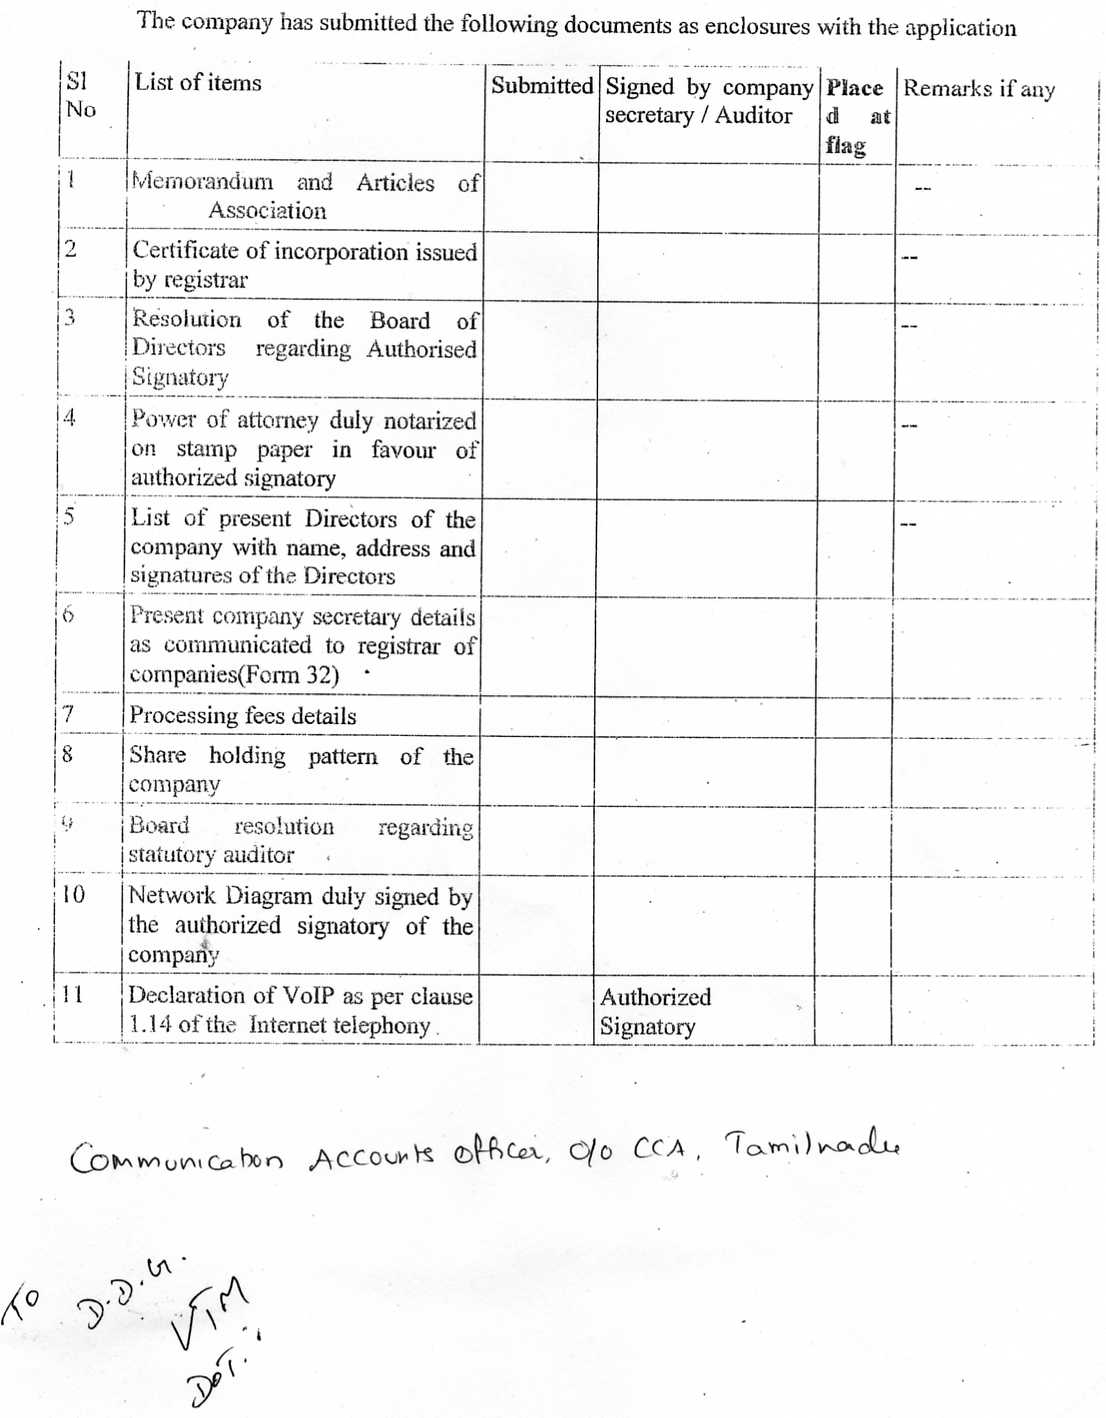 The company has submitted the following documents as enclosures with the application
Sl No | List of items | Submitted | Signed by company secretary / Auditor | Placed at flag | Remarks if any
1 | Memorandum and Articles of Association | | | | --
2 | Certificate of incorporation issued by registrar | | | | --
3 | Resolution of the Board of Directors regarding Authorised Signatory | | | | --
4 | Power of attorney duly notarized on stamp paper in favour of authorized signatory | | | | --
5 | List of present Directors of the company with name, address and signatures of the Directors | | | | --
6 | Present company secretary details as communicated to registrar of companies(Form 32) | | | |
7 | Processing fees details | | | |
8 | Share holding pattern of the company | | | |
9 | Board resolution regarding statutory auditor | | | |
10 | Network Diagram duly signed by the authorized signatory of the company | | | |
11 | Declaration of VoIP as per clause 1.14 of the Internet telephony. | | Authorized Signatory | |
Communication Accounts Officer, O/o CCA, Tamilnadu
To
D.D.G.
VTM
DOT.